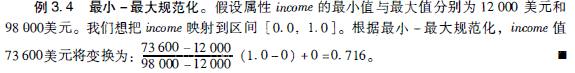 例 3.4 最小-最大规范化。假设属性 income 的最小值与最大值分别为 12 000 美元和
98 000美元。我们想把 income 映射到区间 [0.0, 1.0]。根据最小-最大规范化，income 值
73 600美元将变换为：\frac{73 600-12 000}{98 000-12 000} (1.0-0)+0=0.716。 ■